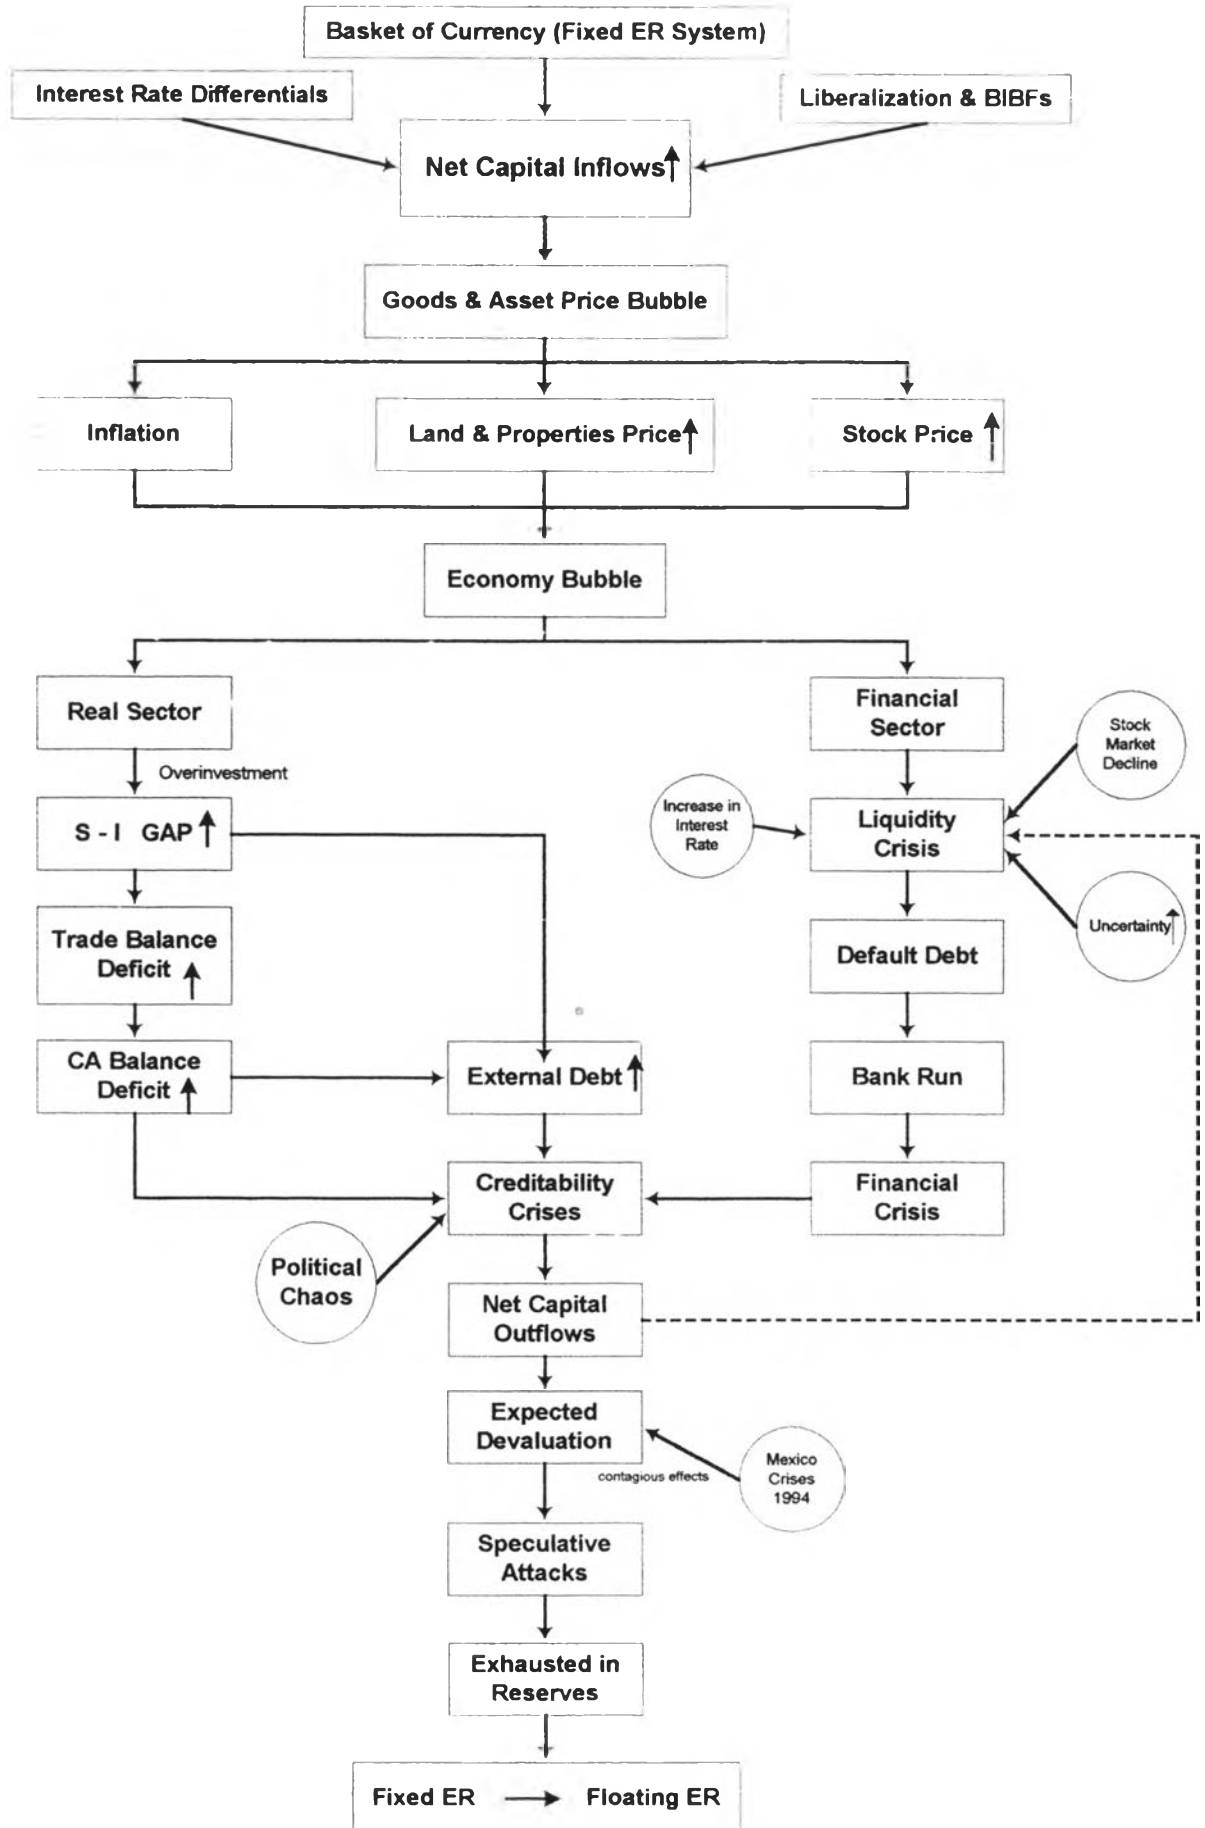 Basket of Currency (Fixed ER System)
Interest Rate Differentials
Liberalization & BIBFs
Net Capital Inflows
Goods & Asset Price Bubble
Inflation
Land & Properties Price
Stock Price
Economy Bubble
Real Sector
Financial
Sector
Stock
Market
Decline
Overinvestment
Increase in
Interest
Rate
S - I GAP
Liquidity
Crisis
Trade Balance
Deficit
Default Debt
Uncertainty
CA Balance
Deficit
External Debt
Bank Run
Creditability
Crises
Financial
Crisis
Political
Chaos
Net Capital
Outflows
Expected
Devaluation
contagious effects
Mexico
Crises
1994
Speculative
Attacks
Exhausted in
Reserves
Fixed ER → Floating ER